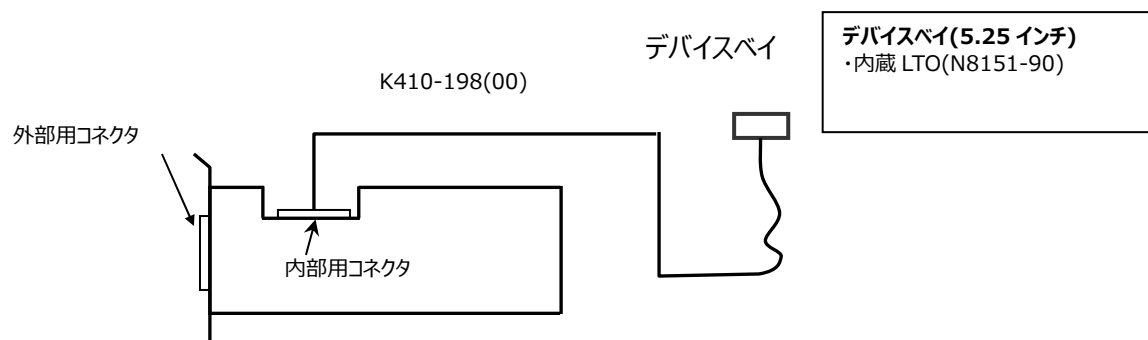 デバイスベイ
デバイスベイ(5.25 インチ)
・内蔵 LTO(N8151-90)
K410-198(00)
外部用コネクタ
内部用コネクタ